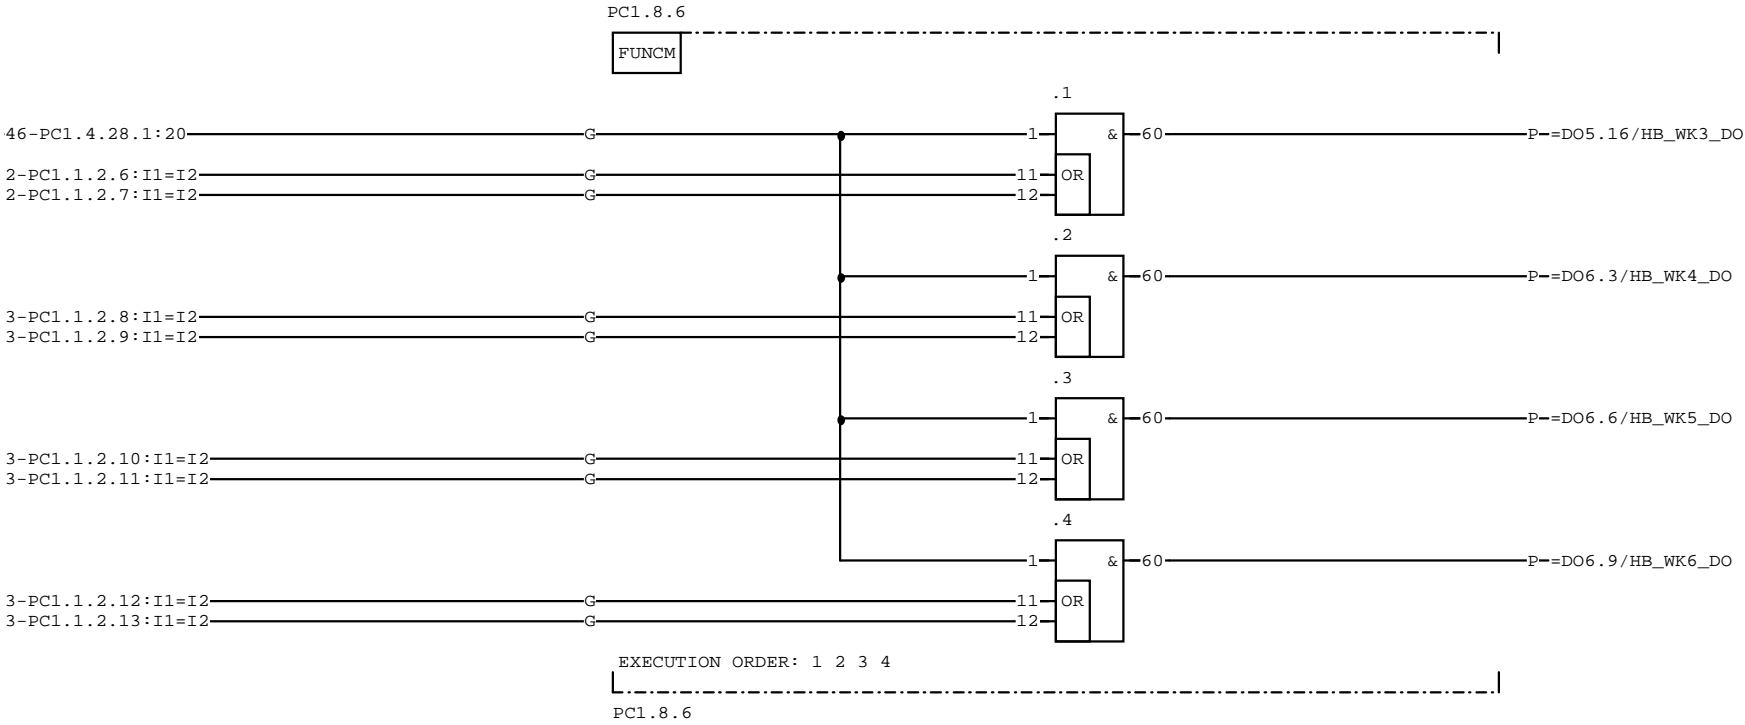 PC1.8.6
FUNCM
.1
46-PC1.4.28.1:20 G 1 & 60 P =DO5.16/HB_WK3_DO
2-PC1.1.2.6:I1=I2 G 11 OR
2-PC1.1.2.7:I1=I2 G 12
.2
1 & 60 P =DO6.3/HB_WK4_DO
3-PC1.1.2.8:I1=I2 G 11 OR
3-PC1.1.2.9:I1=I2 G 12
.3
1 & 60 P =DO6.6/HB_WK5_DO
3-PC1.1.2.10:I1=I2 G 11 OR
3-PC1.1.2.11:I1=I2 G 12
.4
1 & 60 P =DO6.9/HB_WK6_DO
3-PC1.1.2.12:I1=I2 G 11 OR
3-PC1.1.2.13:I1=I2 G 12
EXECUTION ORDER: 1 2 3 4
PC1.8.6